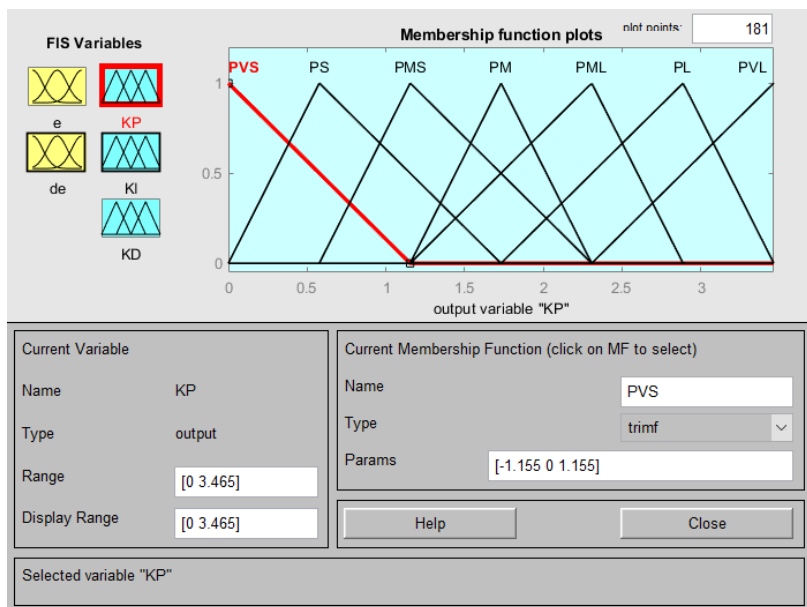 FIS Variables
e
KP
de
KI
KD
Membership function plots
plot points:
181
PVS PS PMS PM PML PL PVL
1
0.5
0
0 0.5 1 1.5 2 2.5 3
output variable "KP"
Current Variable
Name KP
Type output
Range [0 3.465]
Display Range [0 3.465]
Current Membership Function (click on MF to select)
Name PVS
Type trimf
Params [-1.155 0 1.155]
Help Close
Selected variable "KP"